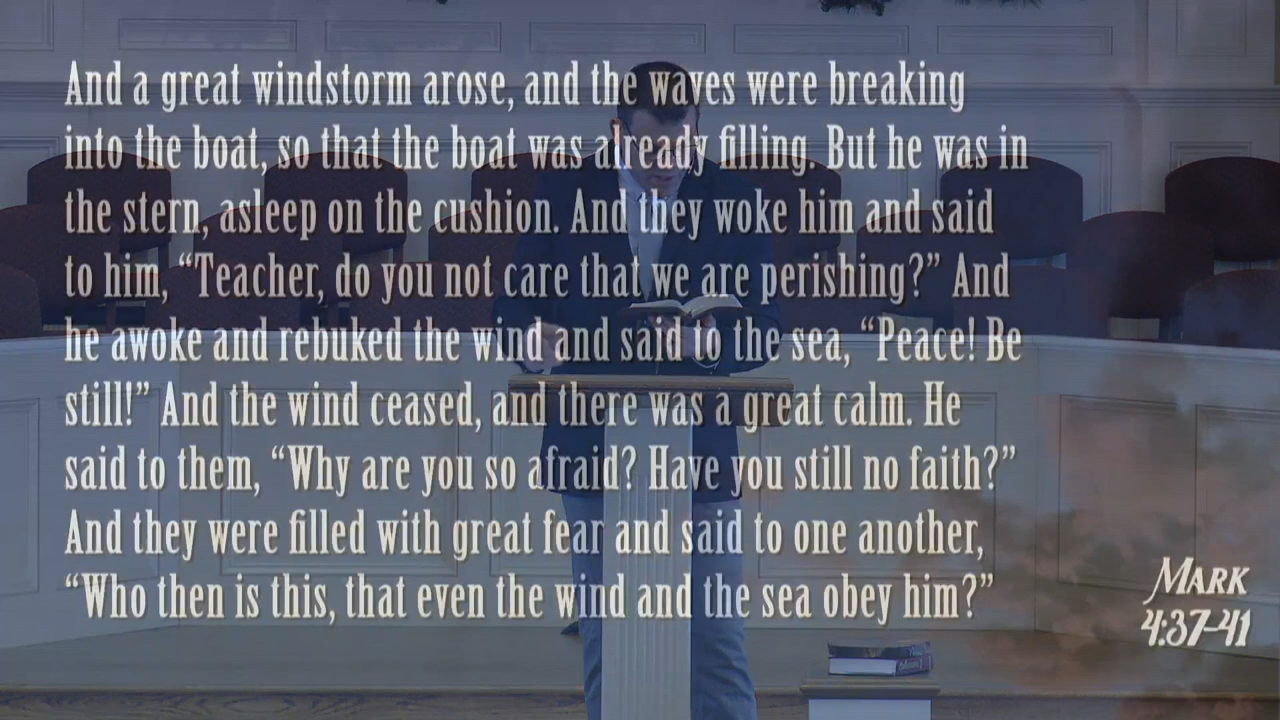 And a great windstorm arose, and the waves were breaking
into the boat, so that the boat was already filling. But he was in
the stern, asleep on the cushion. And they woke him and said
to him, “Teacher, do you not care that we are perishing?” And
he awoke and rebuked the wind and said to the sea, “Peace! Be
still!” And the wind ceased, and there was a great calm. He
said to them, “Why are you so afraid? Have you still no faith?”
And they were filled with great fear and said to one another,
“Who then is this, that even the wind and the sea obey him?”
Mark
4:37-41